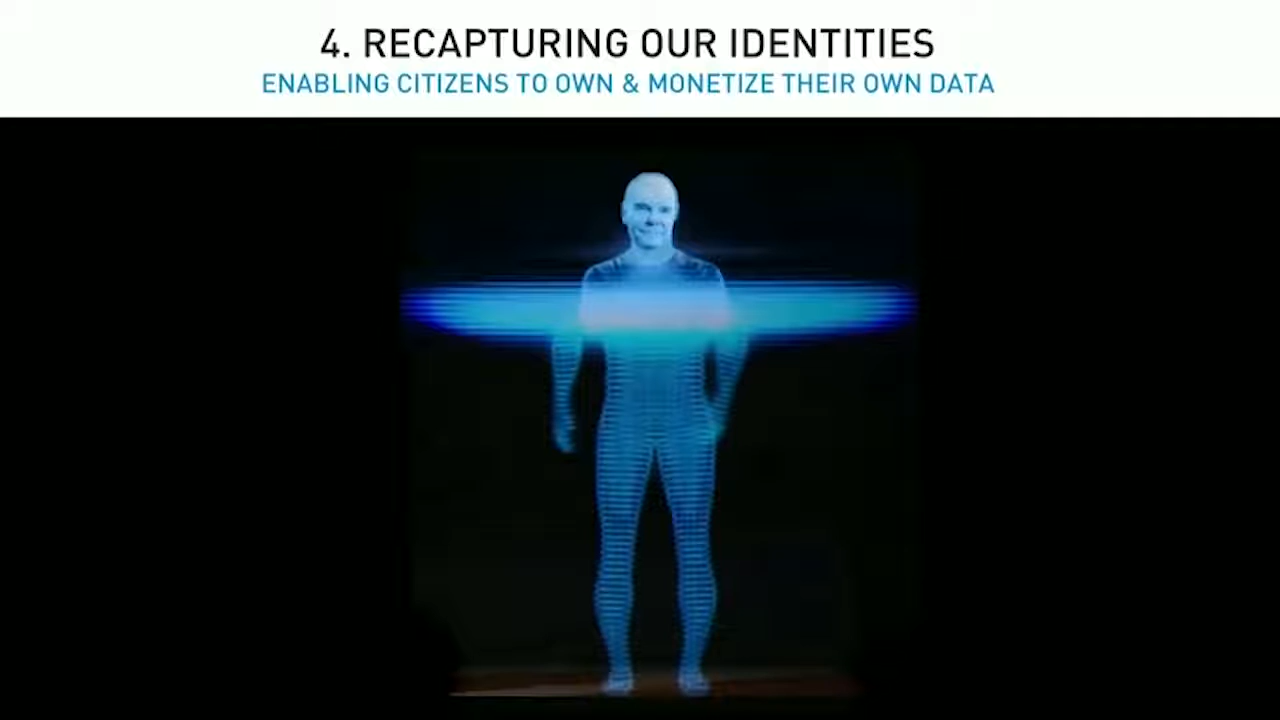 4. RECAPTURING OUR IDENTITIES
ENABLING CITIZENS TO OWN & MONETIZE THEIR OWN DATA